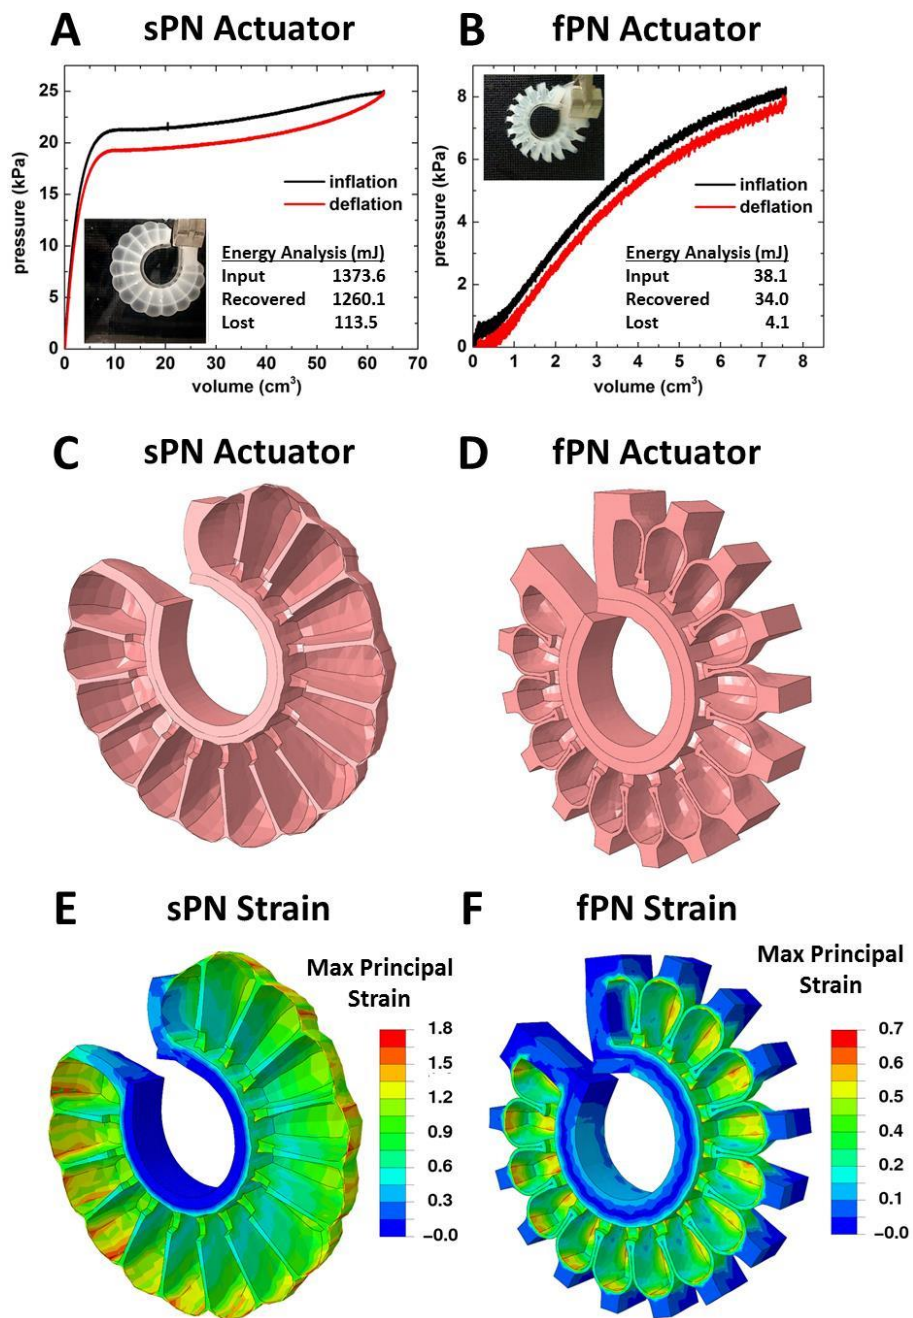 A sPN Actuator
25
20
15
10
5
0
pressure (kPa)
inflation
deflation
Energy Analysis (mJ)
Input 1373.6
Recovered 1260.1
Lost 113.5
0 10 20 30 40 50 60 70
volume (cm³)
B fPN Actuator
8
6
4
2
0
pressure (kPa)
inflation
deflation
Energy Analysis (mJ)
Input 38.1
Recovered 34.0
Lost 4.1
0 1 2 3 4 5 6 7 8
volume (cm³)
C sPN Actuator
D fPN Actuator
E sPN Strain
Max Principal
Strain
1.8
1.5
1.2
0.9
0.6
0.3
−0.0
F fPN Strain
Max Principal
Strain
0.7
0.6
0.5
0.4
0.2
0.1
−0.0